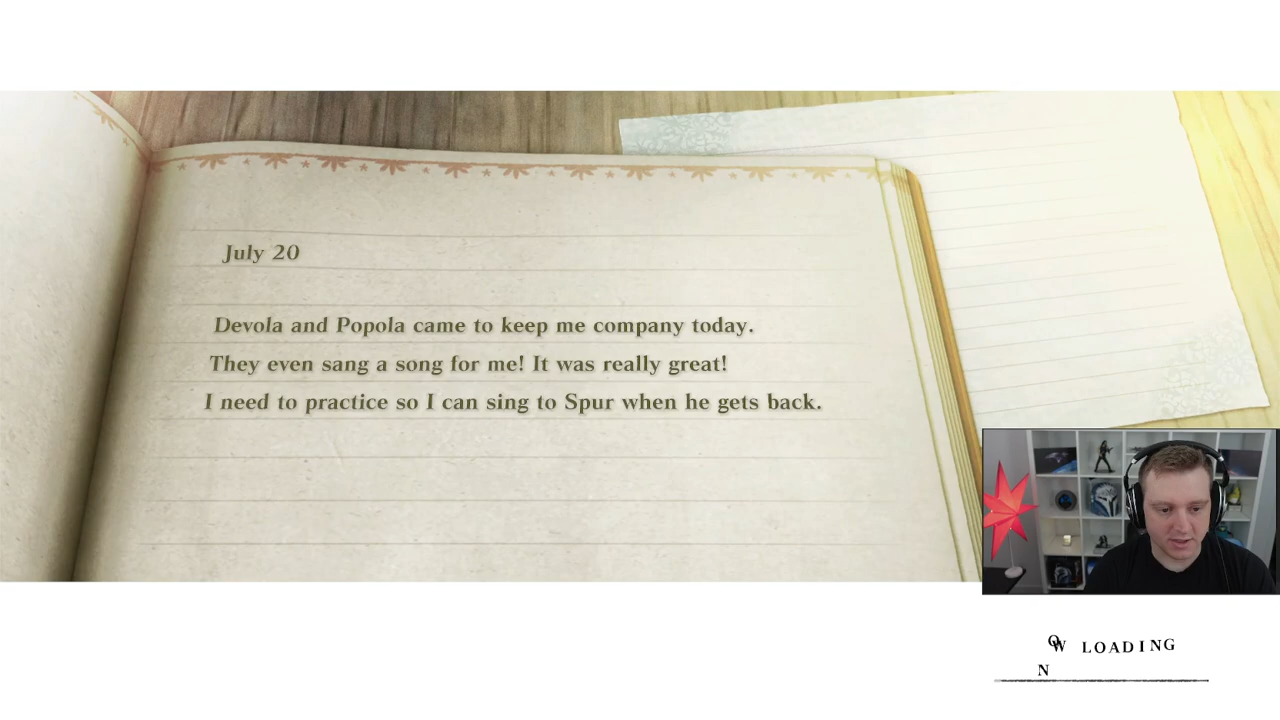 July 20
Devola and Popola came to keep me company today.
They even sang a song for me! It was really great!
I need to practice so I can sing to Spur when he gets back.
NOW LOADING